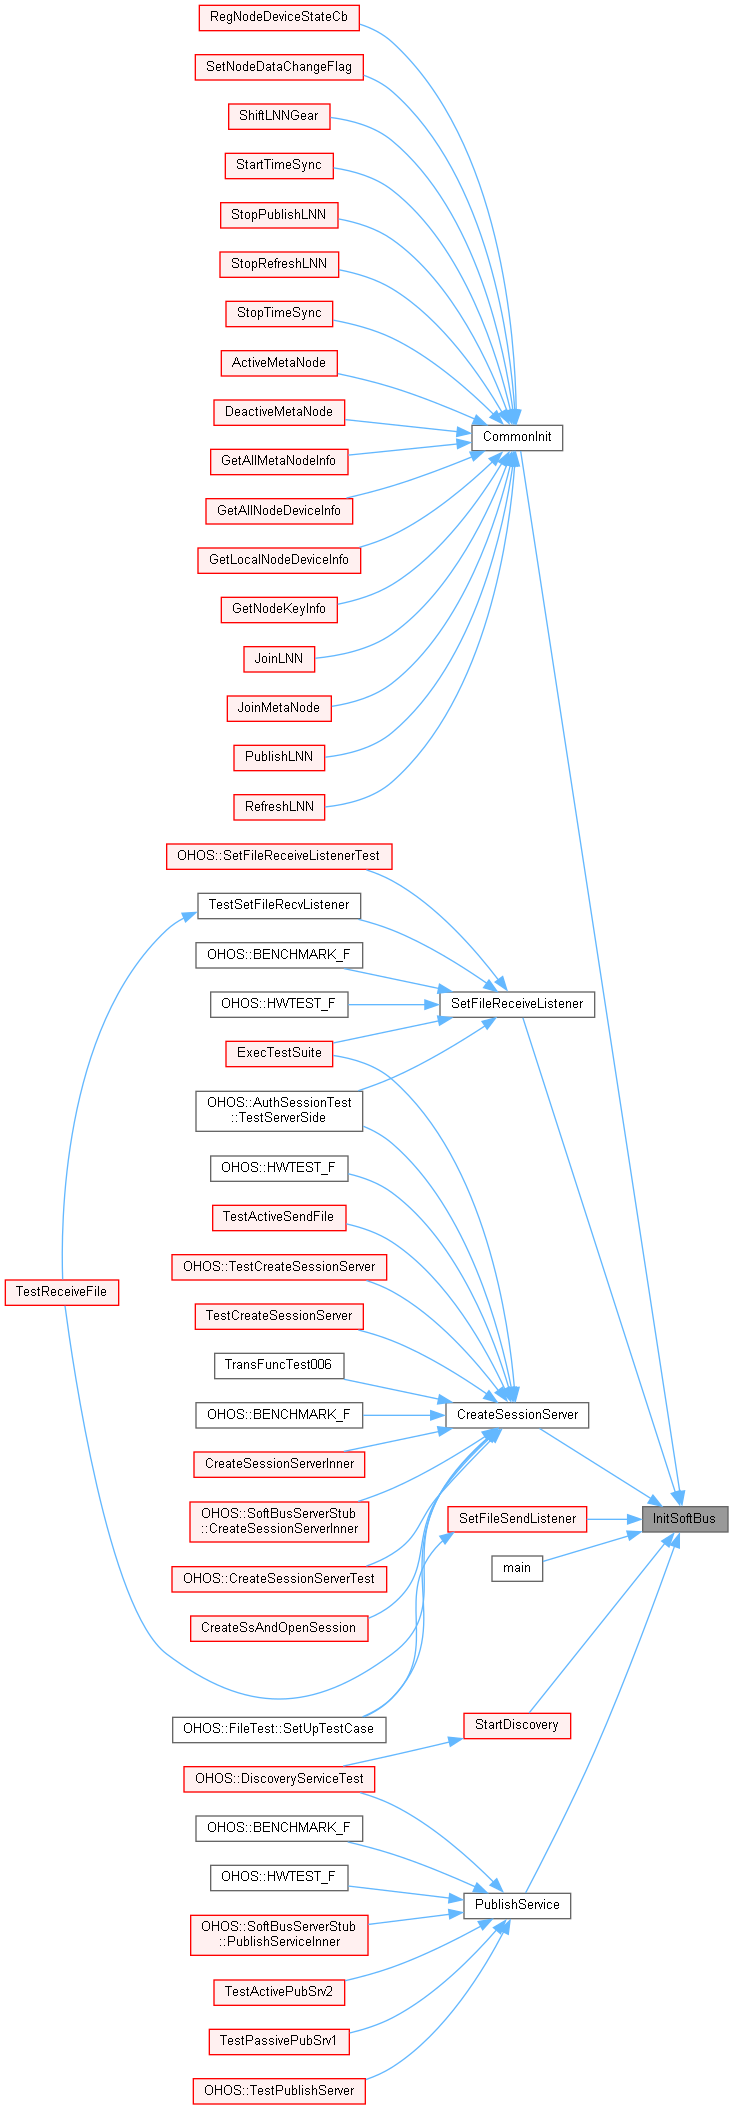 RegNodeDeviceStateCb
SetNodeDataChangeFlag
ShiftLNNGear
StartTimeSync
StopPublishLNN
StopRefreshLNN
StopTimeSync
ActiveMetaNode
DeactiveMetaNode
CommonInit
GetAllMetaNodeInfo
GetAllNodeDeviceInfo
GetLocalNodeDeviceInfo
GetNodeKeyInfo
JoinLNN
JoinMetaNode
PublishLNN
RefreshLNN
OHOS::SetFileReceiveListenerTest
TestSetFileRecvListener
OHOS::BENCHMARK_F
OHOS::HWTEST_F
SetFileReceiveListener
ExecTestSuite
OHOS::AuthSessionTest
::TestServerSide
OHOS::HWTEST_F
TestActiveSendFile
OHOS::TestCreateSessionServer
TestReceiveFile
TestCreateSessionServer
TransFuncTest006
OHOS::BENCHMARK_F
CreateSessionServer
CreateSessionServerInner
OHOS::SoftBusServerStub
::CreateSessionServerInner
SetFileSendListener
InitSoftBus
main
OHOS::CreateSessionServerTest
CreateSsAndOpenSession
OHOS::FileTest::SetUpTestCase
StartDiscovery
OHOS::DiscoveryServiceTest
OHOS::BENCHMARK_F
OHOS::HWTEST_F
PublishService
OHOS::SoftBusServerStub
::PublishServiceInner
TestActivePubSrv2
TestPassivePubSrv1
OHOS::TestPublishServer